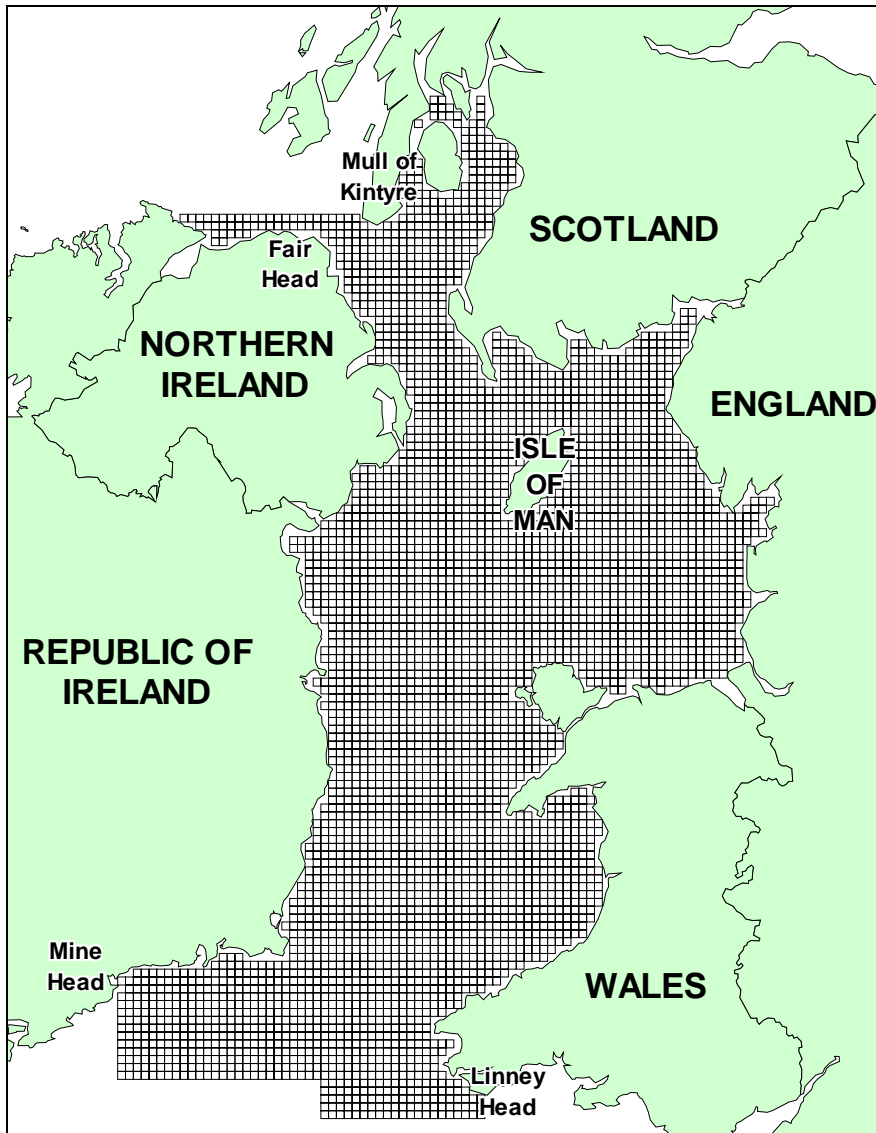 Mull of
Kintyre
SCOTLAND
Fair
Head
NORTHERN
IRELAND
ENGLAND
ISLE
OF
MAN
REPUBLIC OF
IRELAND
Mine
Head
WALES
Linney
Head